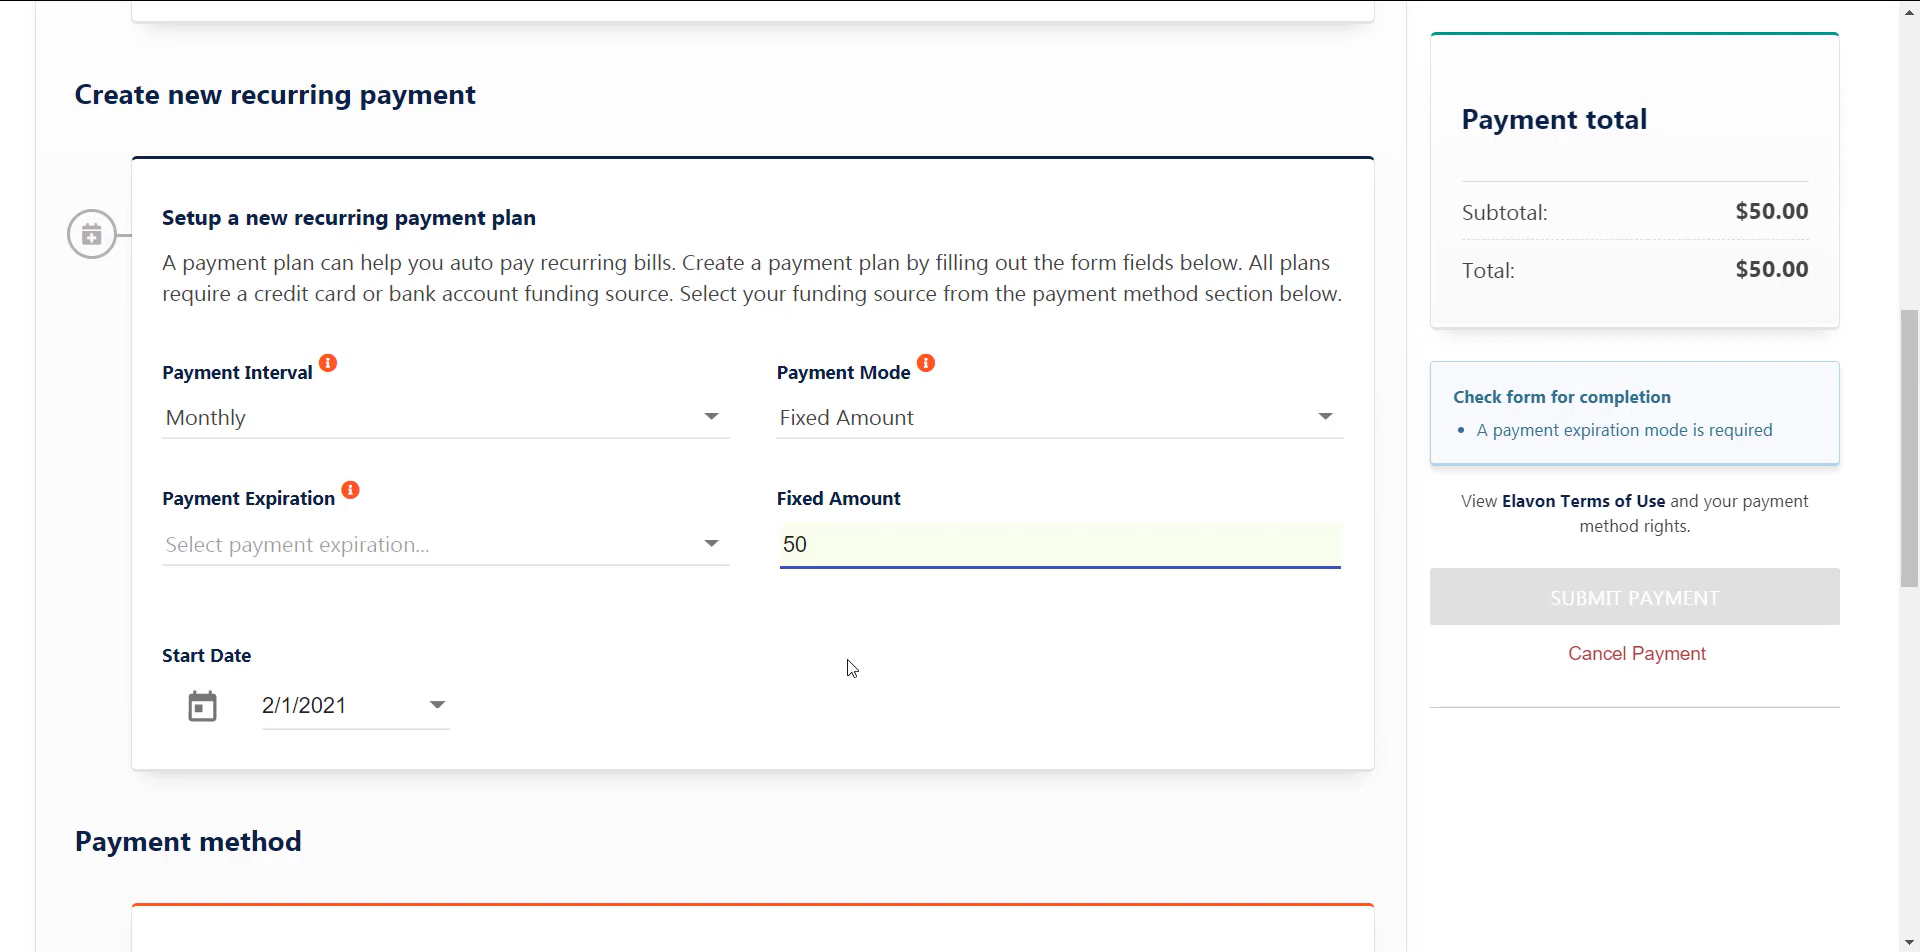 Create new recurring payment
Setup a new recurring payment plan
A payment plan can help you auto pay recurring bills. Create a payment plan by filling out the form fields below. All plans
require a credit card or bank account funding source. Select your funding source from the payment method section below.
Payment Interval
Payment Mode
Monthly
Fixed Amount
Payment Expiration
Fixed Amount
Select payment expiration...
50
Start Date
2/1/2021
Payment method
Payment total
Subtotal: $50.00
Total: $50.00
Check form for completion
• A payment expiration mode is required
View Elavon Terms of Use and your payment
method rights.
SUBMIT PAYMENT
Cancel Payment